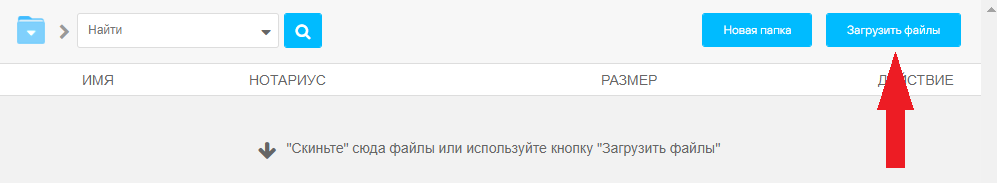 Найти Новая папка Загрузить файлы
ИМЯ НОТАРИУС РАЗМЕР ДЕЙСТВИЕ
"Скиньте" сюда файлы или используйте кнопку "Загрузить файлы"